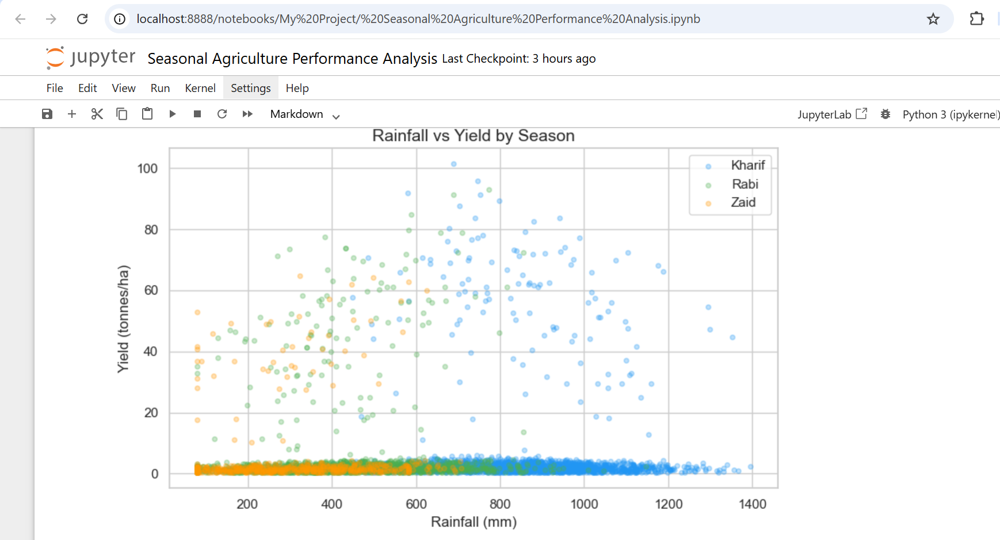 localhost:8888/notebooks/My%20Project/%20Seasonal%20Agriculture%20Performance%20Analysis.ipynb
jupyter Seasonal Agriculture Performance Analysis Last Checkpoint: 3 hours ago
File Edit View Run Kernel Settings Help
Markdown JupyterLab Python 3 (ipykernel)
Rainfall vs Yield by Season
Kharif
Rabi
Zaid
100
80
60
40
20
0
Yield (tonnes/ha)
200 400 600 800 1000 1200 1400
Rainfall (mm)